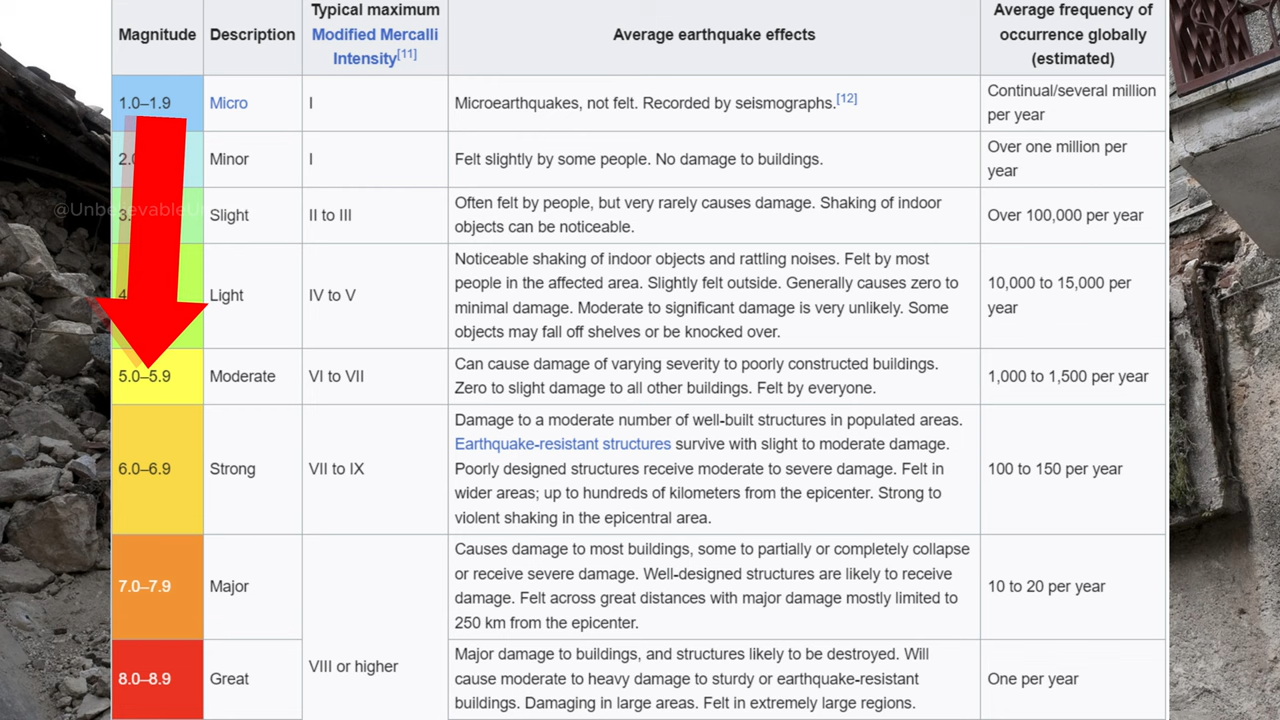 Magnitude
Description
Typical maximum
Modified Mercalli
Intensity[11]
Average earthquake effects
Average frequency of
occurrence globally
(estimated)
1.0–1.9
Micro
I
Microearthquakes, not felt. Recorded by seismographs.[12]
Continual/several million
per year
Minor
I
Felt slightly by some people. No damage to buildings.
Over one million per
year
Slight
II to III
Often felt by people, but very rarely causes damage. Shaking of indoor
objects can be noticeable.
Over 100,000 per year
Light
IV to V
Noticeable shaking of indoor objects and rattling noises. Felt by most
people in the affected area. Slightly felt outside. Generally causes zero to
minimal damage. Moderate to significant damage is very unlikely. Some
objects may fall off shelves or be knocked over.
10,000 to 15,000 per
year
5.0–5.9
Moderate
VI to VII
Can cause damage of varying severity to poorly constructed buildings.
Zero to slight damage to all other buildings. Felt by everyone.
1,000 to 1,500 per year
6.0–6.9
Strong
VII to IX
Damage to a moderate number of well-built structures in populated areas.
Earthquake-resistant structures survive with slight to moderate damage.
Poorly designed structures receive moderate to severe damage. Felt in
wider areas; up to hundreds of kilometers from the epicenter. Strong to
violent shaking in the epicentral area.
100 to 150 per year
7.0–7.9
Major
VIII or higher
Causes damage to most buildings, some to partially or completely collapse
or receive severe damage. Well-designed structures are likely to receive
damage. Felt across great distances with major damage mostly limited to
250 km from the epicenter.
10 to 20 per year
8.0–8.9
Great
Major damage to buildings, and structures likely to be destroyed. Will
cause moderate to heavy damage to sturdy or earthquake-resistant
buildings. Damaging in large areas. Felt in extremely large regions.
One per year